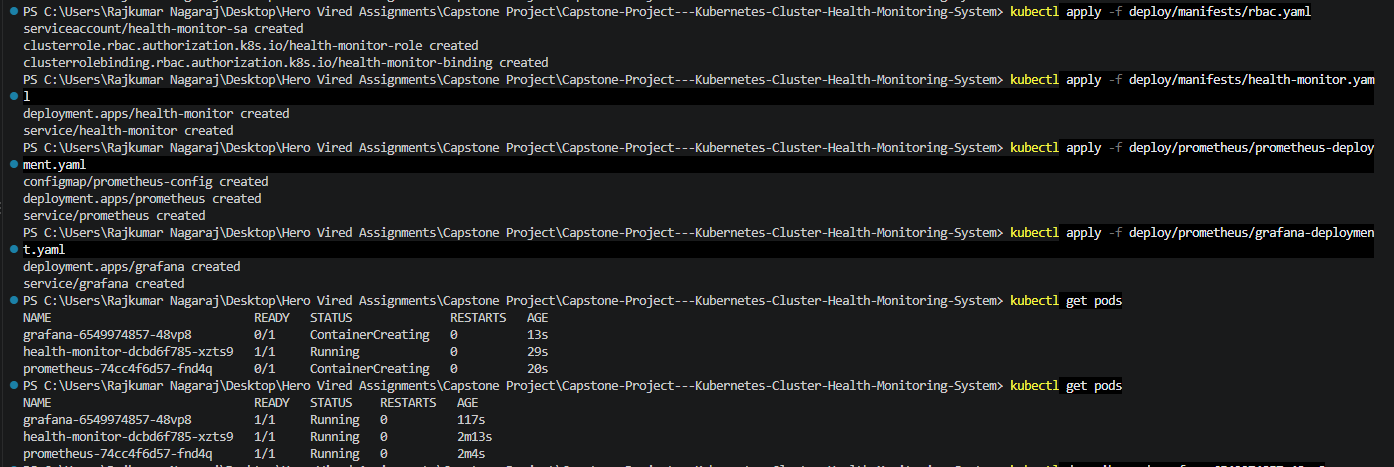 PS C:\Users\Rajkumar Nagaraj\Desktop\Hero Vired Assignments\Capstone Project\Capstone-Project---Kubernetes-Cluster-Health-Monitoring-System> kubectl apply -f deploy/manifests/rbac.yaml
serviceaccount/health-monitor-sa created
clusterrole.rbac.authorization.k8s.io/health-monitor-role created
clusterrolebinding.rbac.authorization.k8s.io/health-monitor-binding created
PS C:\Users\Rajkumar Nagaraj\Desktop\Hero Vired Assignments\Capstone Project\Capstone-Project---Kubernetes-Cluster-Health-Monitoring-System> kubectl apply -f deploy/manifests/health-monitor.yam
l
deployment.apps/health-monitor created
service/health-monitor created
PS C:\Users\Rajkumar Nagaraj\Desktop\Hero Vired Assignments\Capstone Project\Capstone-Project---Kubernetes-Cluster-Health-Monitoring-System> kubectl apply -f deploy/prometheus/prometheus-deploy
ment.yaml
configmap/prometheus-config created
deployment.apps/prometheus created
service/prometheus created
PS C:\Users\Rajkumar Nagaraj\Desktop\Hero Vired Assignments\Capstone Project\Capstone-Project---Kubernetes-Cluster-Health-Monitoring-System> kubectl apply -f deploy/prometheus/grafana-deploymen
t.yaml
deployment.apps/grafana created
service/grafana created
PS C:\Users\Rajkumar Nagaraj\Desktop\Hero Vired Assignments\Capstone Project\Capstone-Project---Kubernetes-Cluster-Health-Monitoring-System> kubectl get pods
NAME READY STATUS RESTARTS AGE
grafana-6549974857-48vp8 0/1 ContainerCreating 0 13s
health-monitor-dcbd6f785-xzts9 1/1 Running 0 29s
prometheus-74cc4f6d57-fnd4q 0/1 ContainerCreating 0 20s
PS C:\Users\Rajkumar Nagaraj\Desktop\Hero Vired Assignments\Capstone Project\Capstone-Project---Kubernetes-Cluster-Health-Monitoring-System> kubectl get pods
NAME READY STATUS RESTARTS AGE
grafana-6549974857-48vp8 1/1 Running 0 117s
health-monitor-dcbd6f785-xzts9 1/1 Running 0 2m13s
prometheus-74cc4f6d57-fnd4q 1/1 Running 0 2m4s